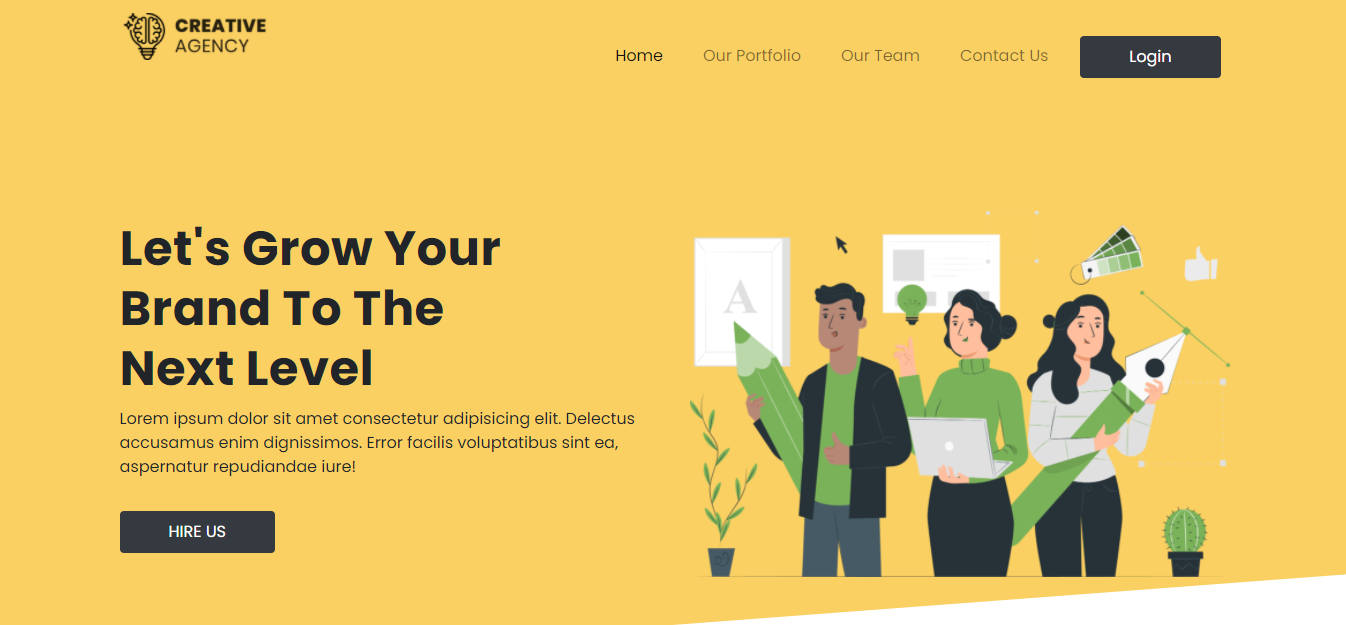 CREATIVE
AGENCY
Home Our Portfolio Our Team Contact Us Login
Let's Grow Your
Brand To The
Next Level
Lorem ipsum dolor sit amet consectetur adipisicing elit. Delectus
accusamus enim dignissimos. Error facilis voluptatibus sint ea,
aspernatur repudiandae iure!
HIRE US
A